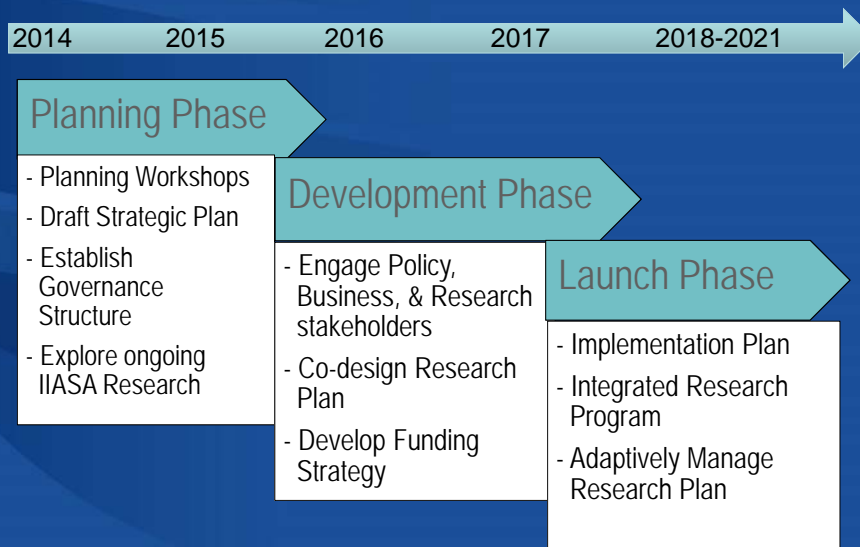 2014 2015 2016 2017 2018-2021
Planning Phase
- Planning Workshops
- Draft Strategic Plan
- Establish
Governance
Structure
- Explore ongoing
IIASA Research
Development Phase
- Engage Policy,
Business, & Research
stakeholders
- Co-design Research
Plan
- Develop Funding
Strategy
Launch Phase
- Implementation Plan
- Integrated Research
Program
- Adaptively Manage
Research Plan